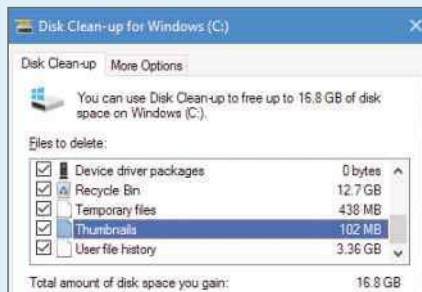 Disk Clean-up for Windows (C:)
Disk Clean-up More Options
You can use Disk Clean-up to free up to 16.8 GB of disk
space on Windows (C:).
Files to delete:
Device driver packages 0 bytes
Recycle Bin 12.7 GB
Temporary files 438 MB
Thumbnails 102 MB
User file history 3.36 GB
Total amount of disk space you gain: 16.8 GB